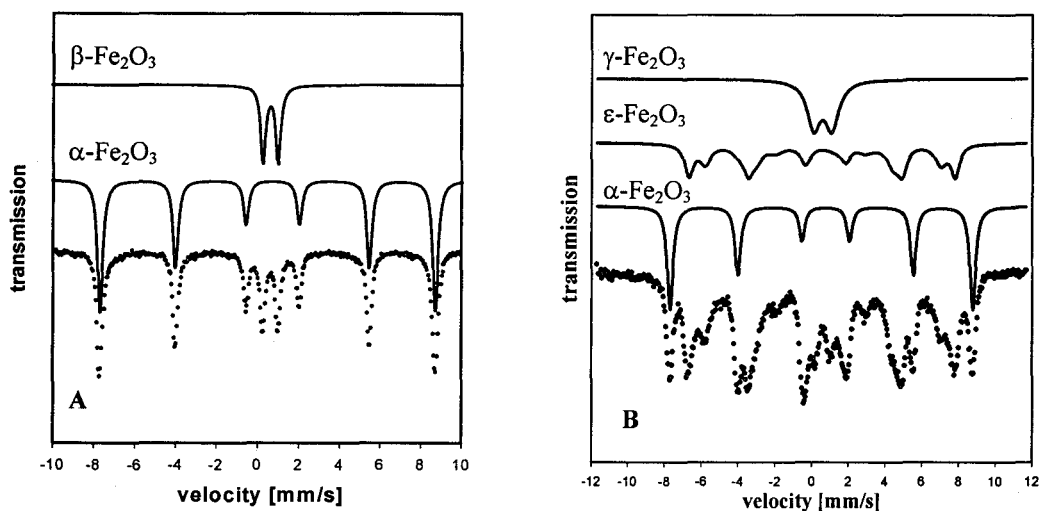 β-Fe₂O₃
α-Fe₂O₃
transmission
A
-10 -8 -6 -4 -2 0 2 4 6 8 10
velocity [mm/s]
γ-Fe₂O₃
ε-Fe₂O₃
α-Fe₂O₃
transmission
B
-12 -10 -8 -6 -4 -2 0 2 4 6 8 10 12
velocity [mm/s]